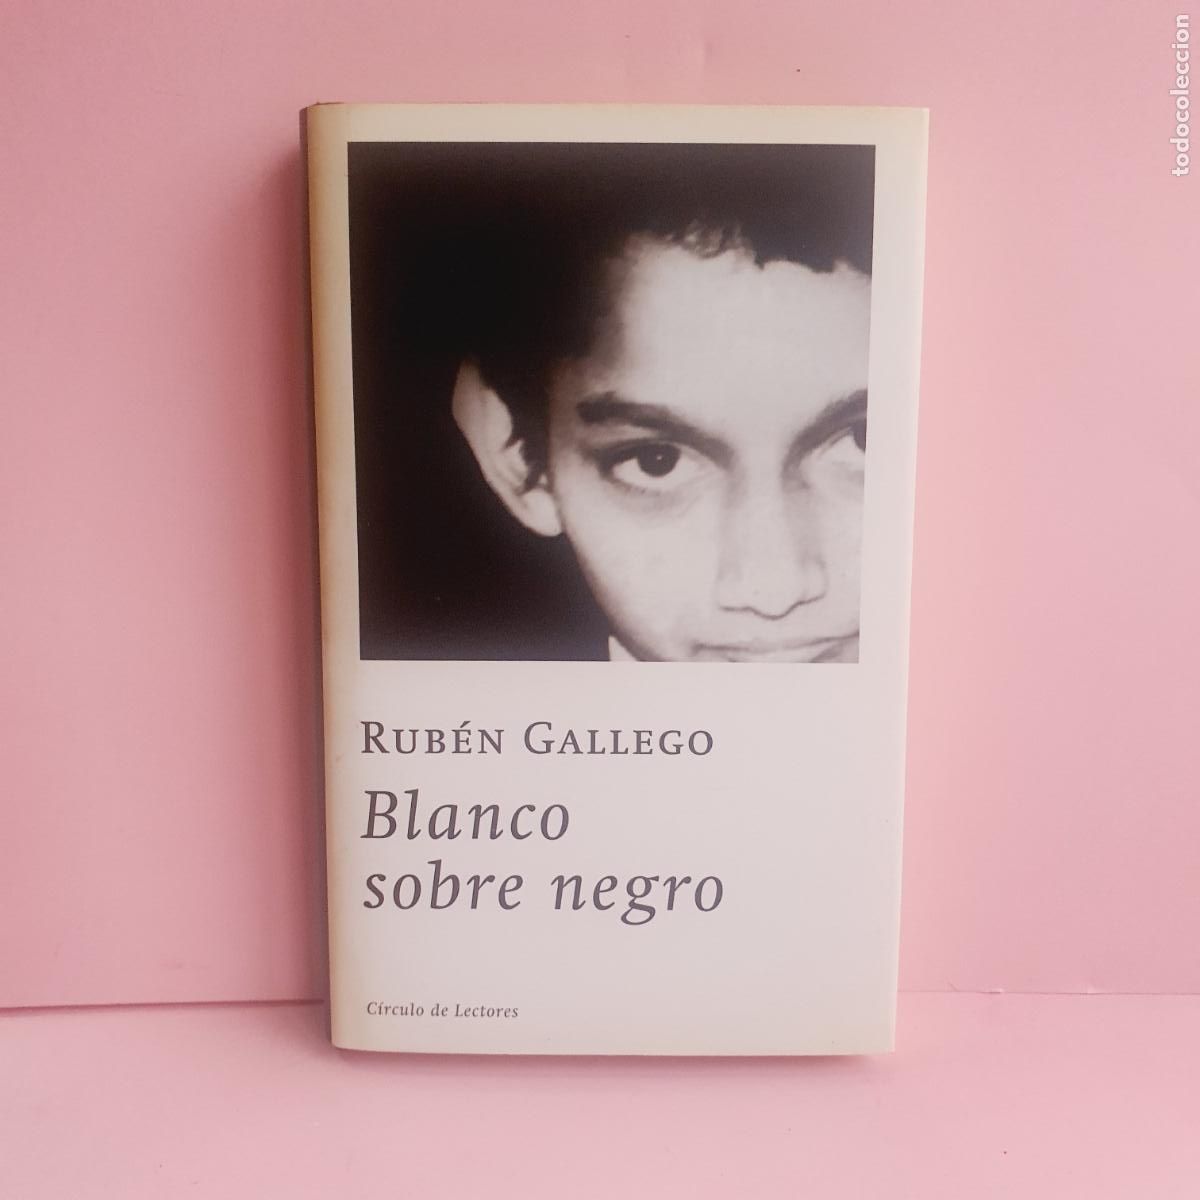 todocoleccion
RUBÉN GALLEGO
Blanco
sobre negro
Círculo de Lectores